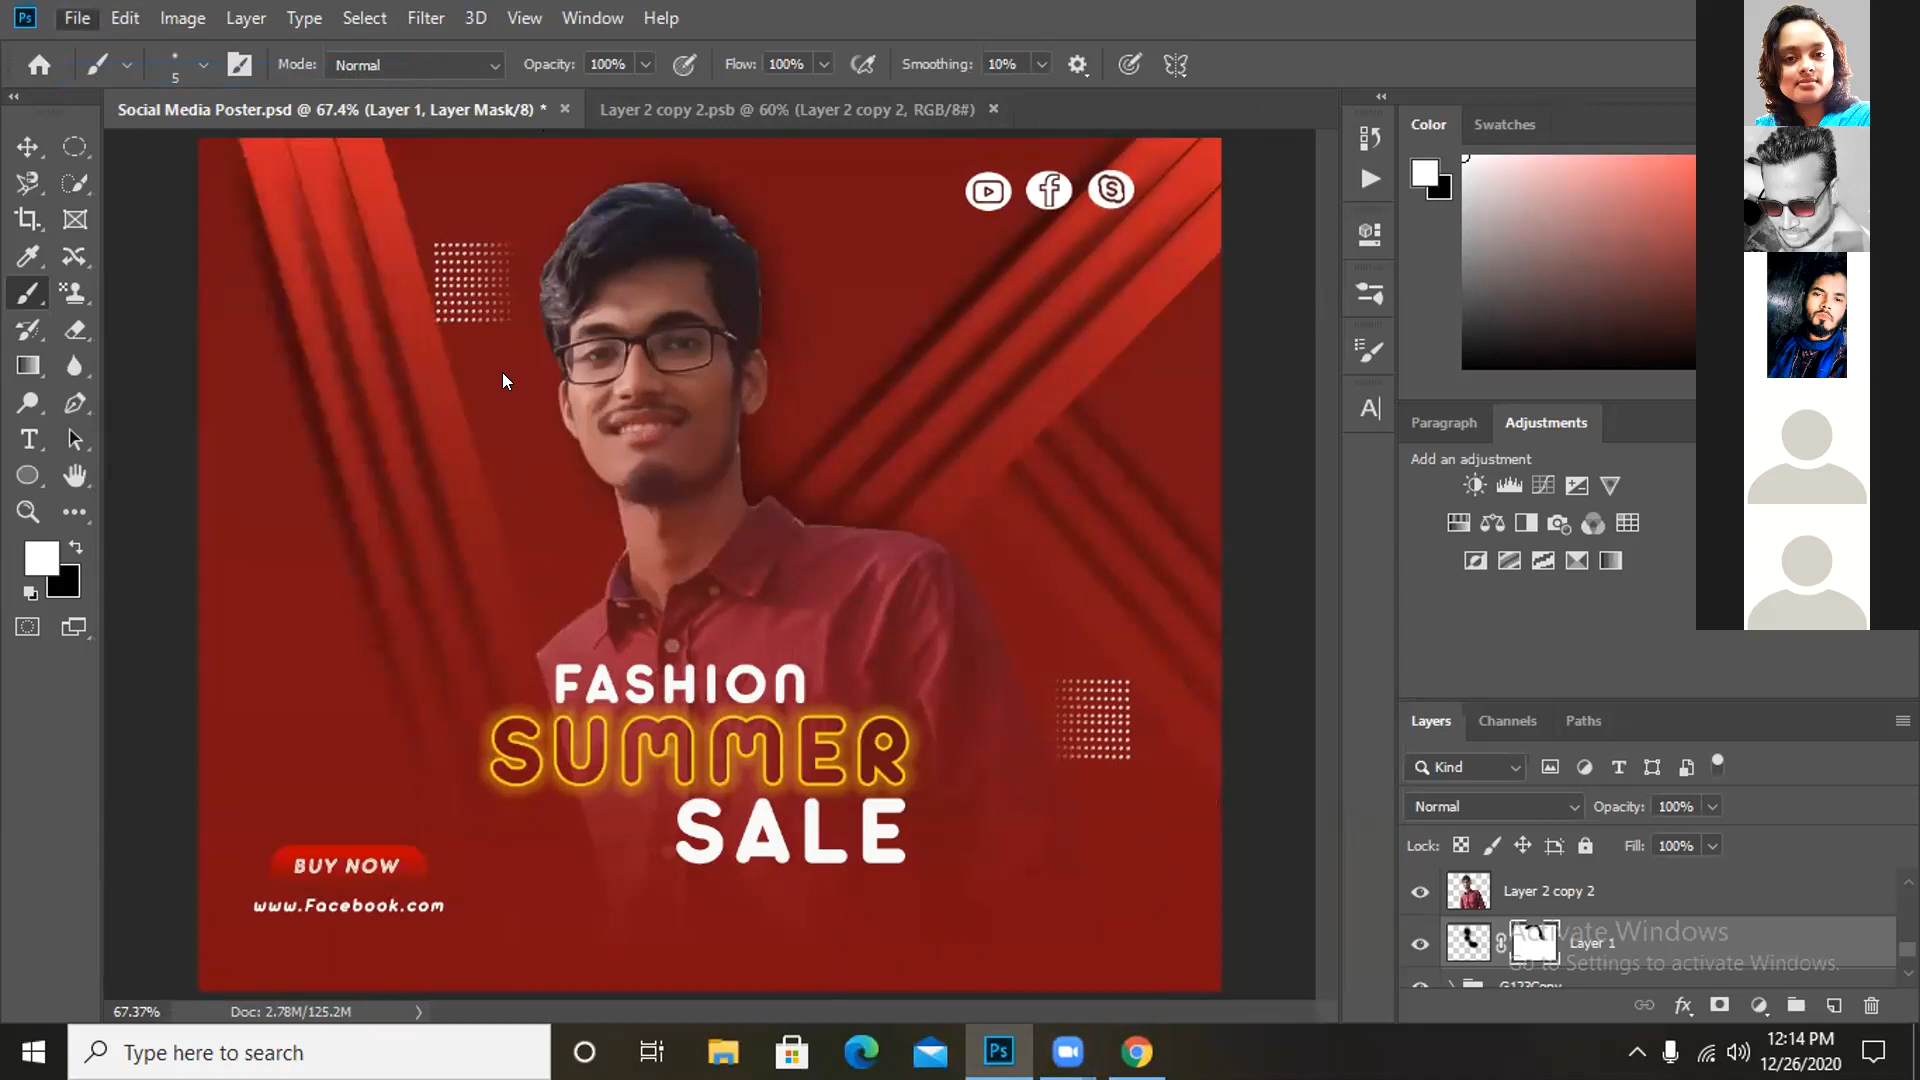 Ps File Edit Image Layer Type Select Filter 3D View Window Help
5 Mode: Normal Opacity: 100% Flow: 100% Smoothing: 10%
Social Media Poster.psd @ 67.4% (Layer 1, Layer Mask/8) * Layer 2 copy 2.psb @ 60% (Layer 2 copy 2, RGB/8#)
Color Swatches
FASHION
SUMMER
SALE
BUY NOW
www.Facebook.com
Paragraph Adjustments
Add an adjustment
Layers Channels Paths
Kind
Normal Opacity: 100%
Lock: Fill: 100%
Layer 2 copy 2
Layer 1
Activate Windows
Go to Settings to activate Windows.
67.37% Doc: 2.78M/125.2M
Type here to search
Ps
12:14 PM
12/26/2020